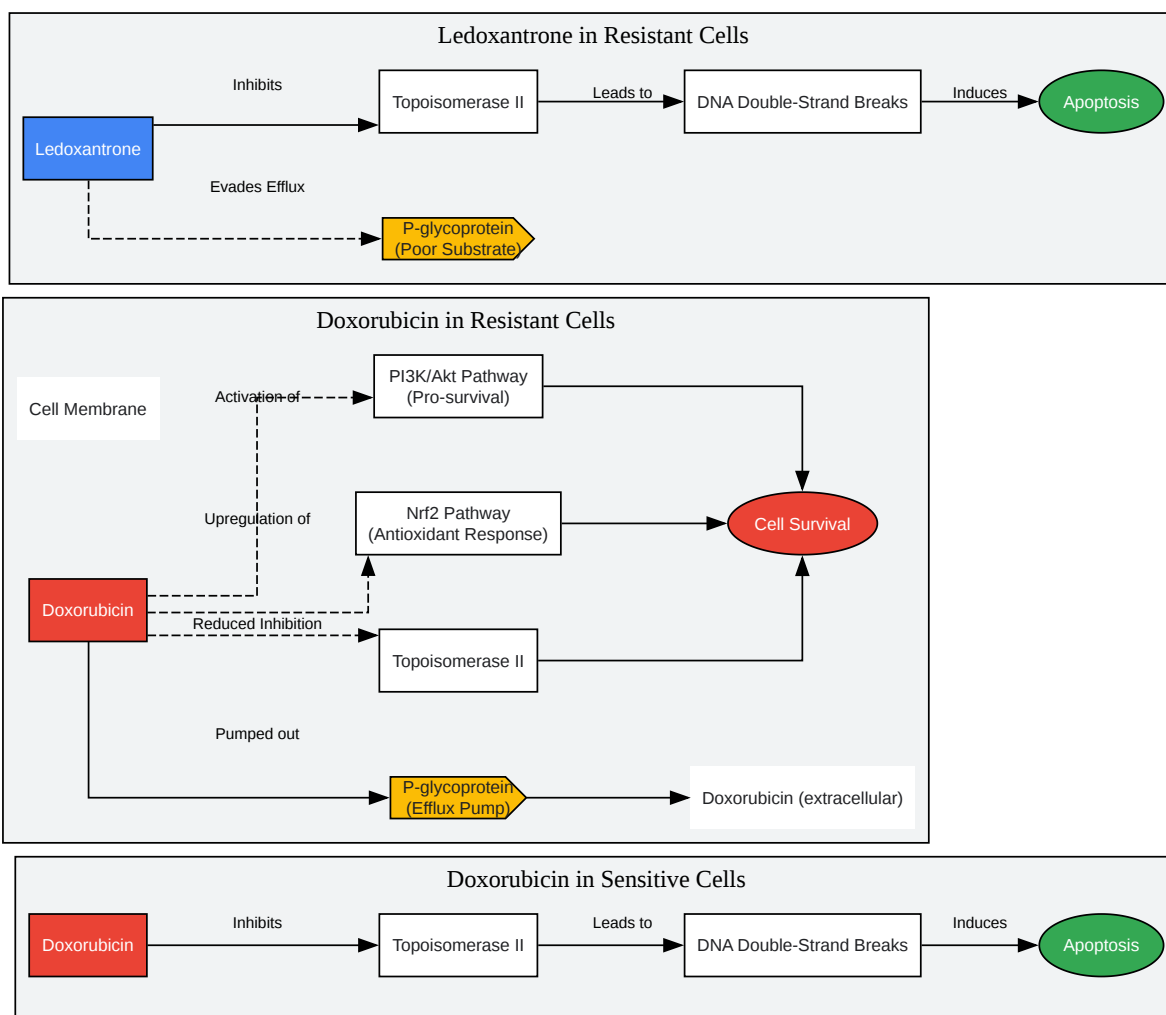 Ledoxantrone in Resistant Cells
Inhibits
Topoisomerase II
Leads to
DNA Double-Strand Breaks
Induces
Apoptosis
Ledoxantrone
Evades Efflux
P-glycoprotein
(Poor Substrate)
Doxorubicin in Resistant Cells
Cell Membrane
Activation of
PI3K/Akt Pathway
(Pro-survival)
Upregulation of
Nrf2 Pathway
(Antioxidant Response)
Cell Survival
Doxorubicin
Reduced Inhibition
Topoisomerase II
Pumped out
P-glycoprotein
(Efflux Pump)
Doxorubicin (extracellular)
Doxorubicin in Sensitive Cells
Doxorubicin
Inhibits
Topoisomerase II
Leads to
DNA Double-Strand Breaks
Induces
Apoptosis